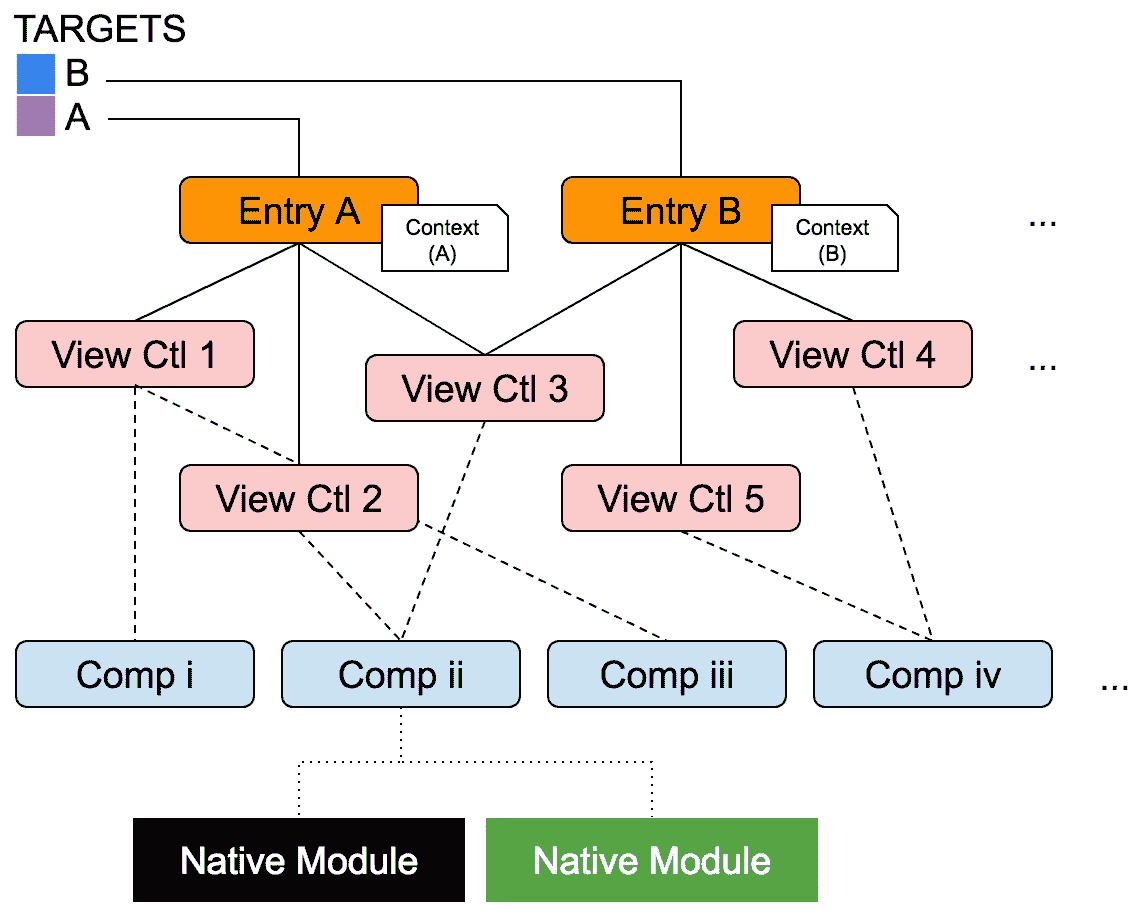 TARGETS
B
A
Entry A
Context
(A)
Entry B
Context
(B)
...
View Ctl 1
View Ctl 3
View Ctl 4
...
View Ctl 2
View Ctl 5
Comp i
Comp ii
Comp iii
Comp iv
...
Native Module
Native Module